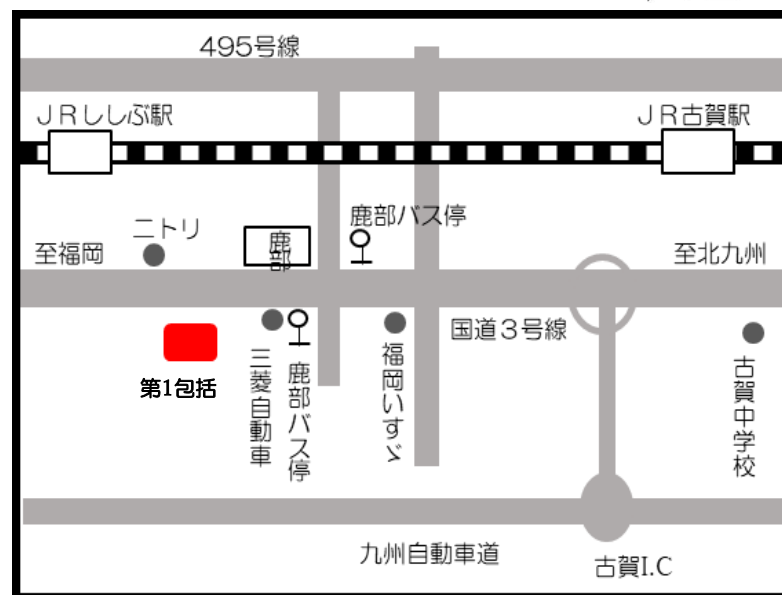 495号線
JRししぶ駅
JR古賀駅
鹿部バス停
ニトリ
鹿部
至福岡
至北九州
国道3号線
三菱自動車
鹿部バス停
福岡いすゞ
古賀中学校
第1包括
九州自動車道
古賀I.C